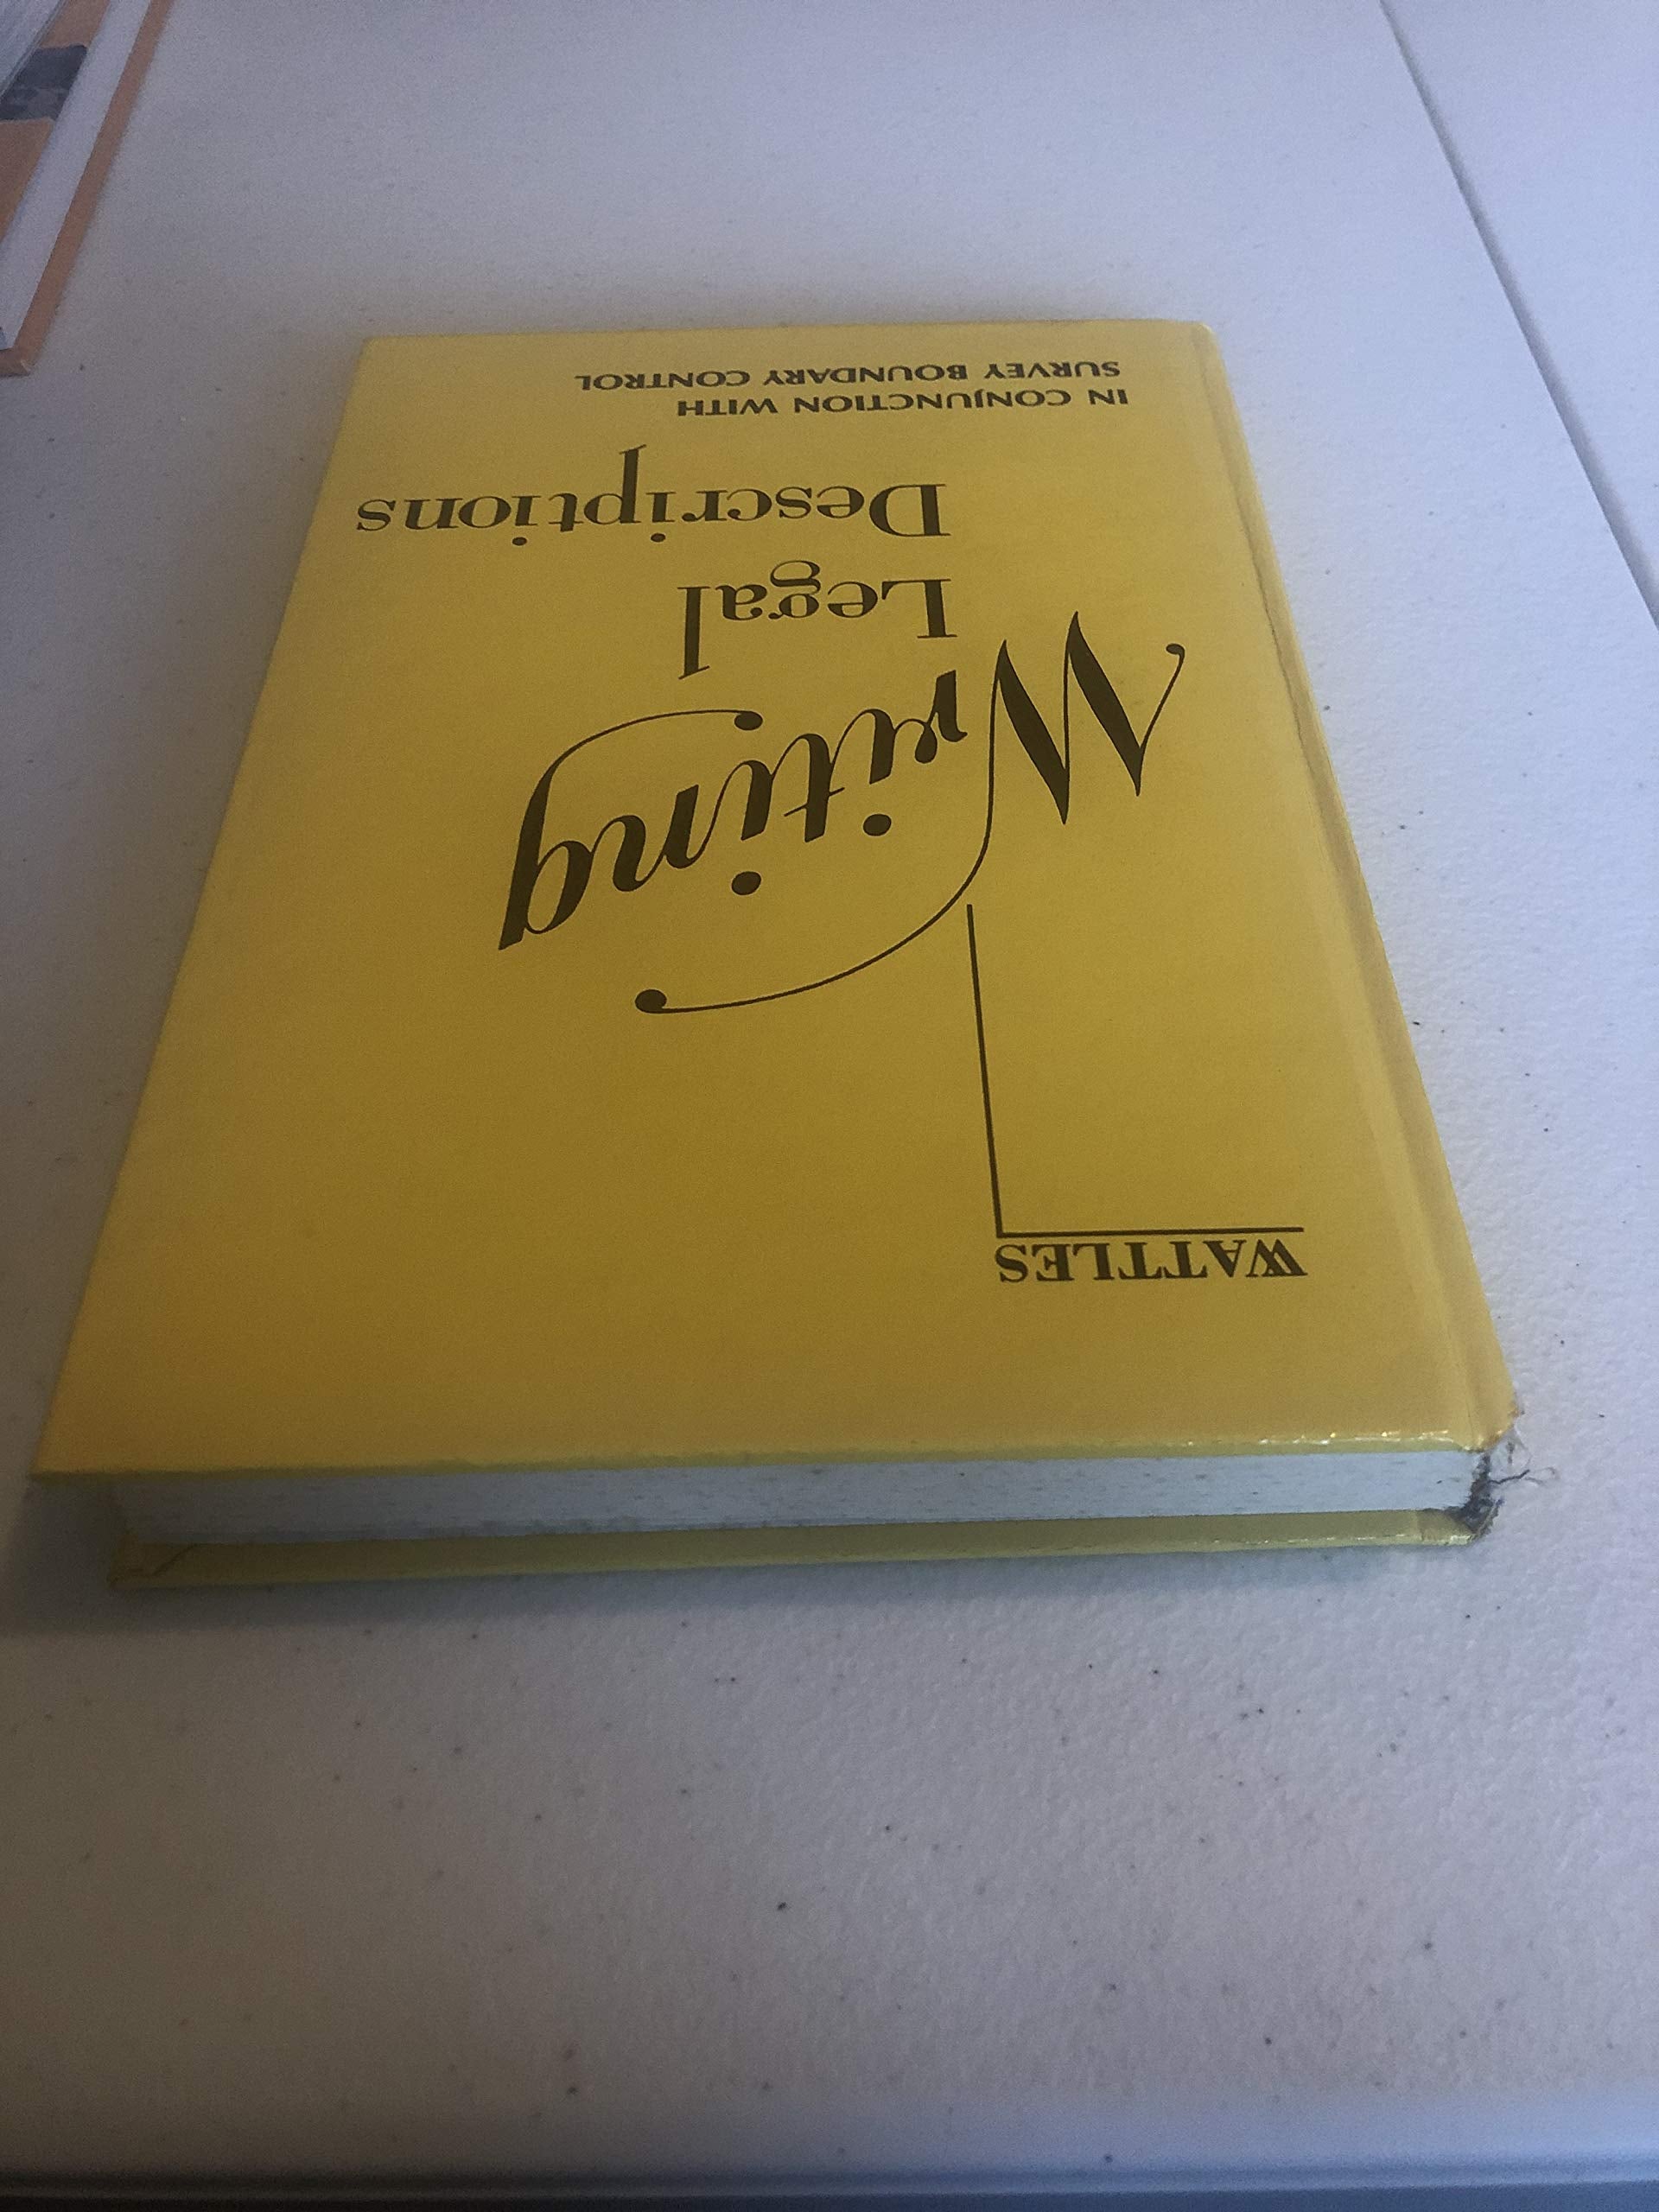 WATTLES
Writing
Legal
Descriptions
IN CONJUNCTION WITH
SURVEY BOUNDARY CONTROL